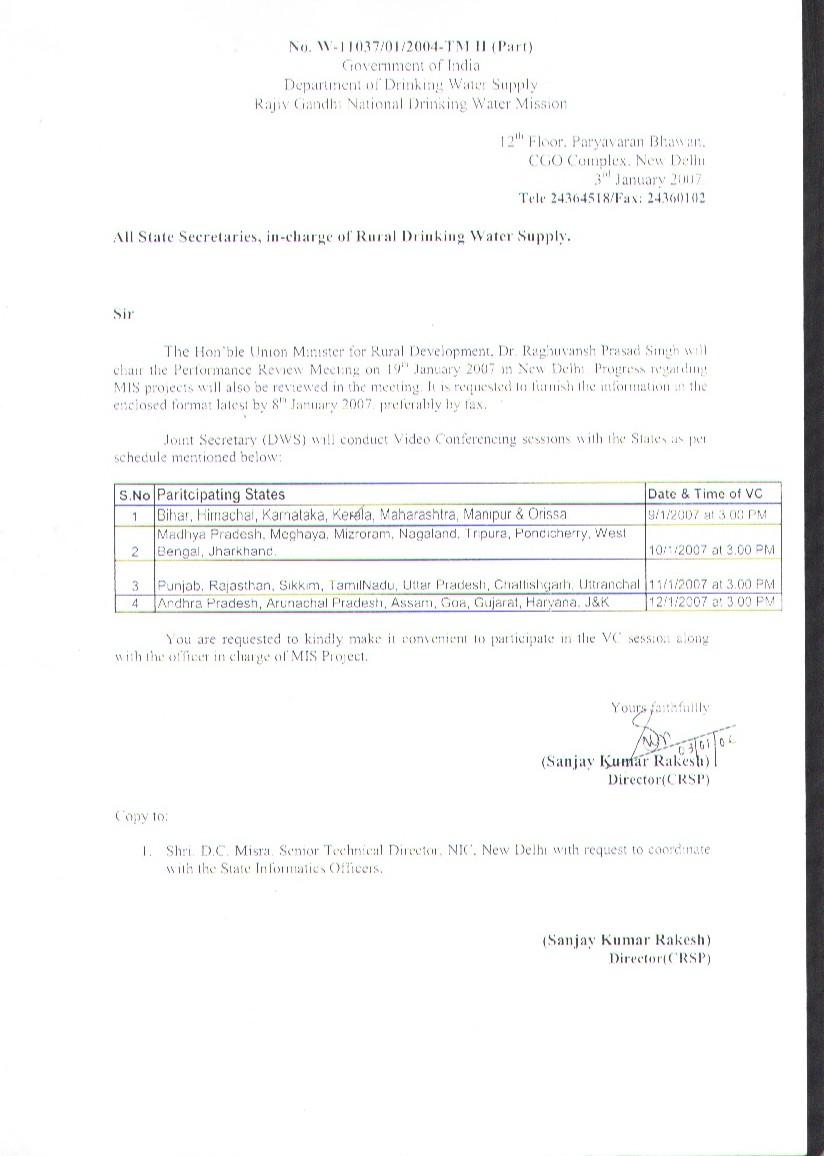 No. W-11037/01/2004-TM II (Part)
Government of India
Department of Drinking Water Supply
Rajiv Gandhi National Drinking Water Mission
12th Floor, Paryavaran Bhawan,
CGO Complex, New Delhi
3rd January 2007
Tele 24364518/Fax: 24360102
All State Secretaries, in-charge of Rural Drinking Water Supply.
Sir
The Hon'ble Union Minister for Rural Development, Dr. Raghuvansh Prasad Singh will
chair the Performance Review Meeting on 19th January 2007 in New Delhi. Progress regarding
MIS projects will also be reviewed in the meeting. It is requested to furnish the information in the
enclosed format latest by 8th January 2007, preferably by fax.
Joint Secretary (DWS) will conduct Video Conferencing sessions with the States as per
schedule mentioned below:
S.No Paritcipating States Date & Time of VC
1 Bihar, Himachal, Karnataka, Kerala, Maharashtra, Manipur & Orissa 9/1/2007 at 3.00 PM
Madhya Pradesh, Meghaya, Mizroram, Nagaland, Tripura, Pondicherry, West
2 Bengal, Jharkhand. 10/1/2007 at 3.00 PM
3 Punjab, Rajasthan, Sikkim, TamilNadu, Uttar Pradesh, Chattishgarh, Uttranchal 11/1/2007 at 3.00 PM
4 Andhra Pradesh, Arunachal Pradesh, Assam, Goa, Gujarat, Haryana, J&K 12/1/2007 at 3.00 PM
You are requested to kindly make it convenient to participate in the VC session along
with the officer in charge of MIS Project.
Yours faithfullly
03/01/06
(Sanjay Kumar Rakesh)
Director(CRSP)
Copy to:
1. Shri. D.C. Misra, Senior Technical Director, NIC, New Delhi with request to coordinate
with the State Informatics Officers.
(Sanjay Kumar Rakesh)
Director(CRSP)